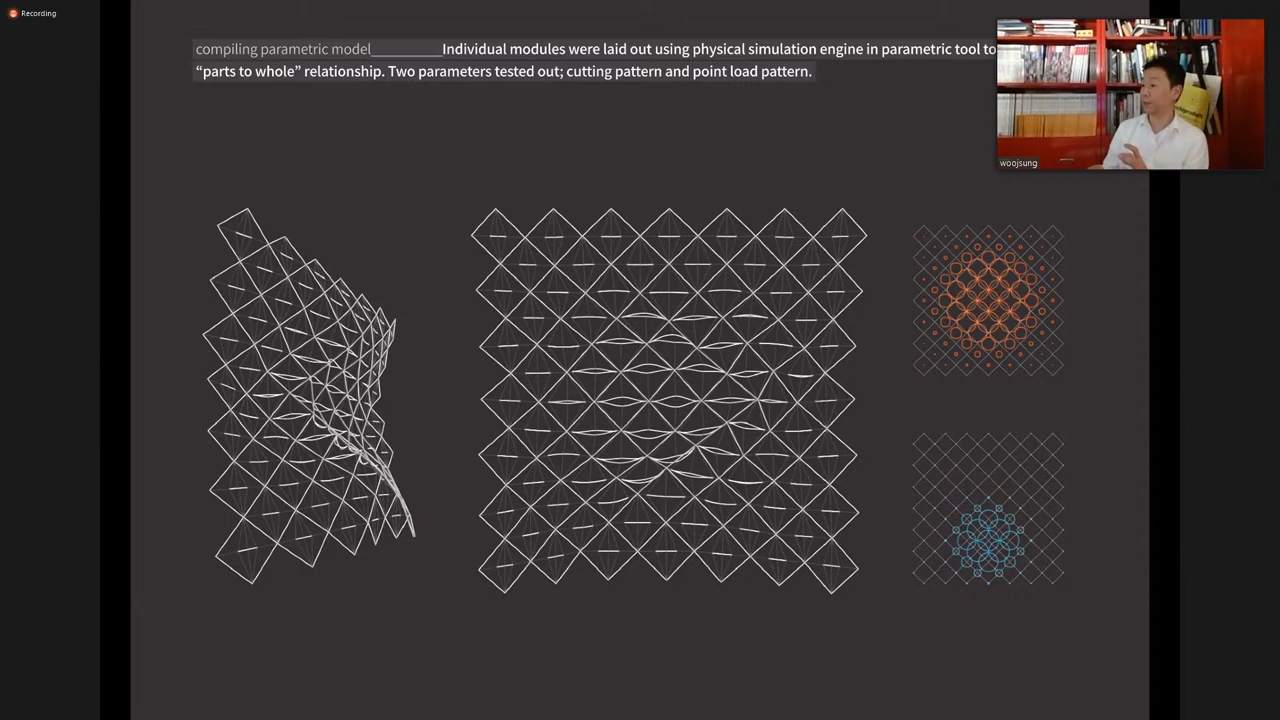 Recording
compiling parametric model__________Individual modules were laid out using physical simulation engine in parametric tool to
“parts to whole” relationship. Two parameters tested out; cutting pattern and point load pattern.
woojsung